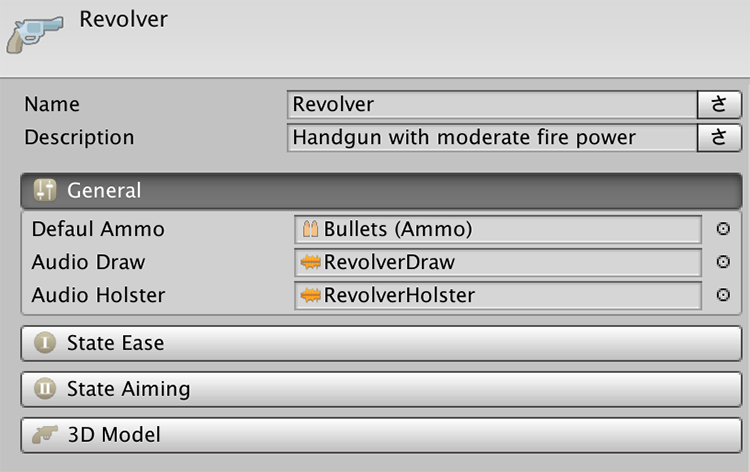 Revolver
Name Revolver さ
Description Handgun with moderate fire power さ
General
Defaul Ammo Bullets (Ammo)
Audio Draw RevolverDraw
Audio Holster RevolverHolster
I State Ease
II State Aiming
3D Model